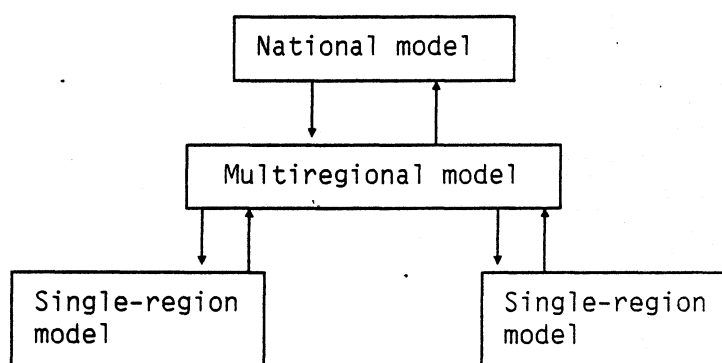 National model
Multiregional model
Single-region
model
Single-region
model